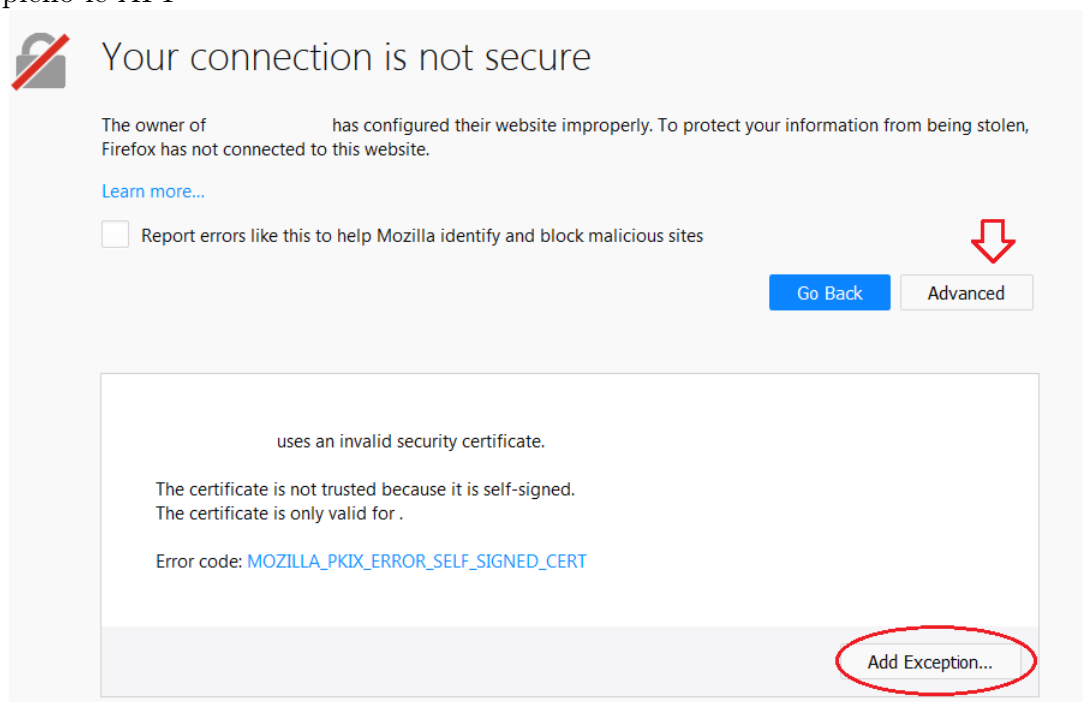 Your connection is not secure
The owner of has configured their website improperly. To protect your information from being stolen,
Firefox has not connected to this website.
Learn more...
Report errors like this to help Mozilla identify and block malicious sites
Go Back Advanced
uses an invalid security certificate.
The certificate is not trusted because it is self-signed.
The certificate is only valid for .
Error code: MOZILLA_PKIX_ERROR_SELF_SIGNED_CERT
Add Exception...